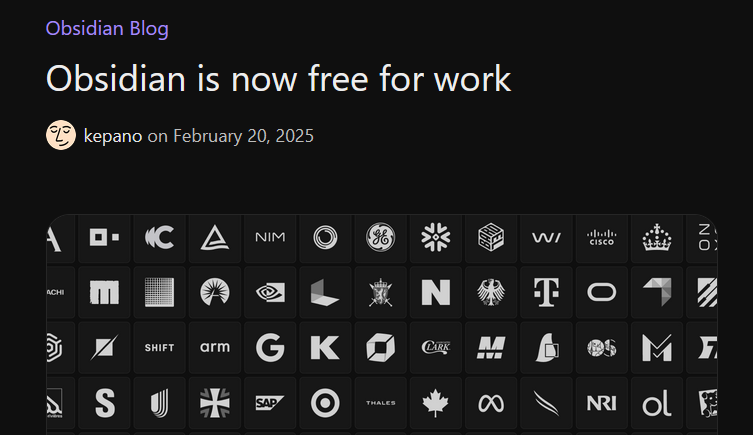 Obsidian Blog
Obsidian is now free for work
kepano on February 20, 2025
NIM
CISCO
ACHI
SHIFT
arm
CLARK
SAP
THALES
NRI
ol